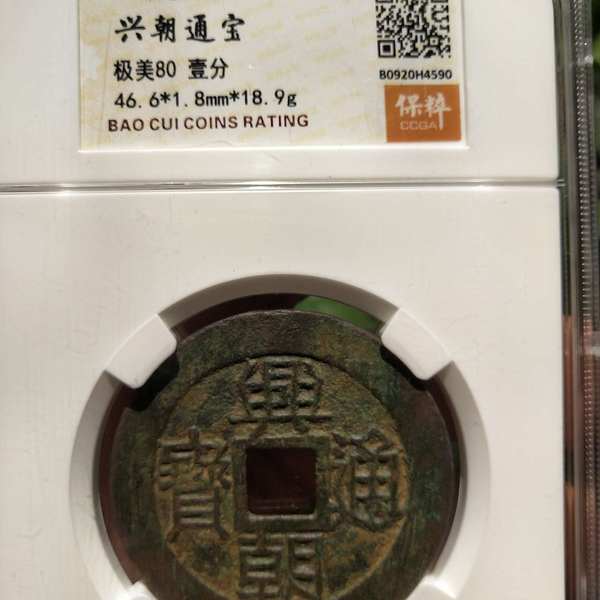 兴朝通宝
极美80 壹分
46.6*1.8mm*18.9g
BAO CUI COINS RATING
B0920H4590
保粹
CCGA
興
寶 通
朝